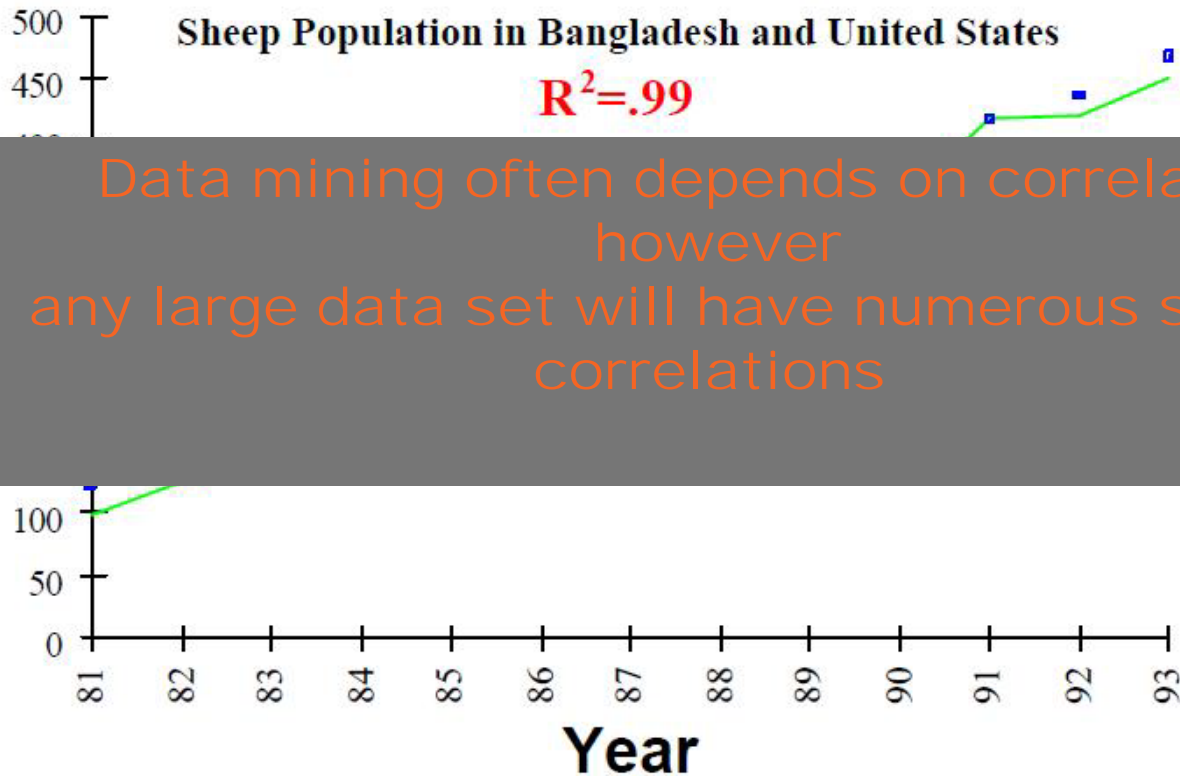 500
Sheep Population in Bangladesh and United States
450
R²=.99
Data mining often depends on
however
any large data set will have numerous
correlations
100
50
0
81 82 83 84 85 86 87 88 89 90 91 92 93
Year